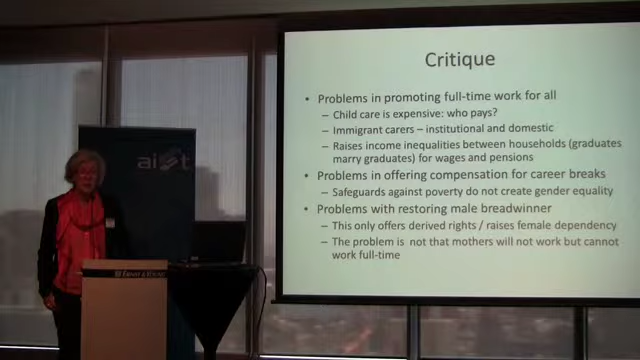 Critique
• Problems in promoting full-time work for all
– Child care is expensive: who pays?
– Immigrant carers – institutional and domestic
– Raises income inequalities between households (graduates
marry graduates) for wages and pensions
• Problems in offering compensation for career breaks
– Safeguards against poverty do not create gender equality
• Problems with restoring male breadwinner
– This only offers derived rights / raises female dependency
– The problem is not that mothers will not work but cannot
work full-time
aist